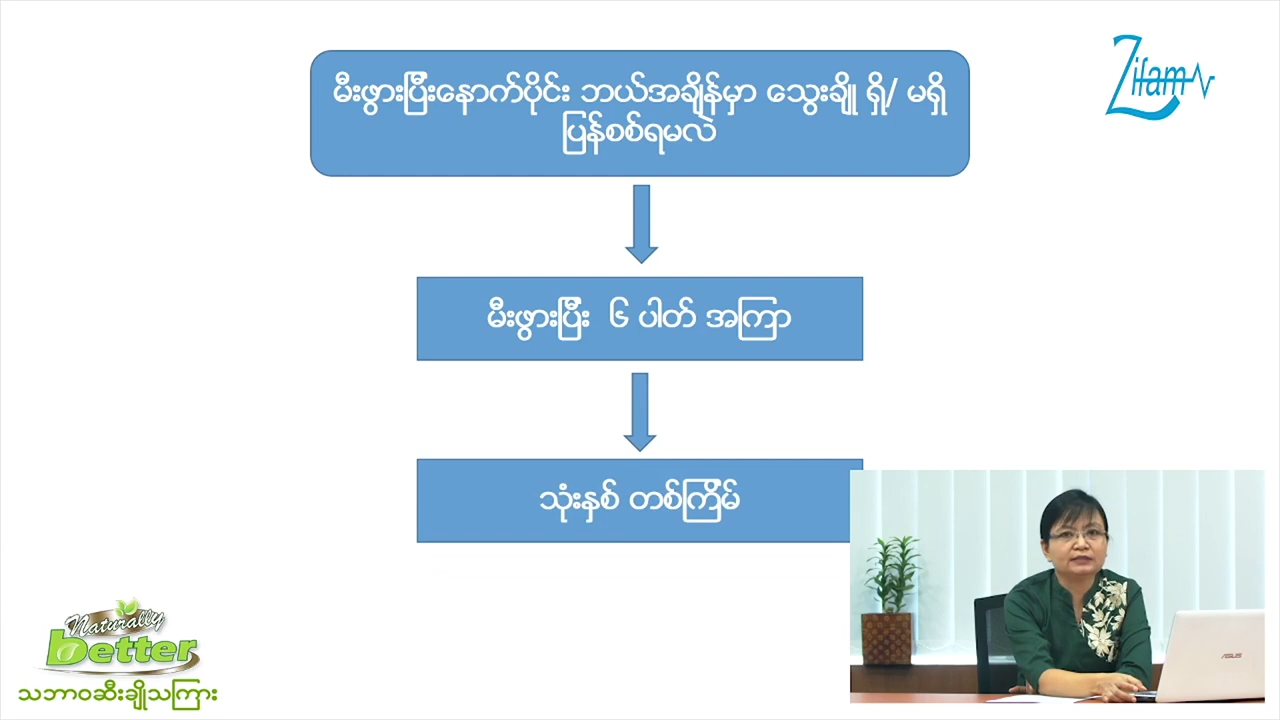 မီးဖွားပြီးနောက်ပိုင်း ဘယ်အချိန်မှာ သွေးချို ရှိ/ မရှိ
ပြန်စစ်ရမလဲ
Zifam
မီးဖွားပြီး ၆ ပါတ် အကြာ
သုံးနှစ် တစ်ကြိမ်
ASUS
Naturally
better
သဘာဝဆီးချိုသကြား